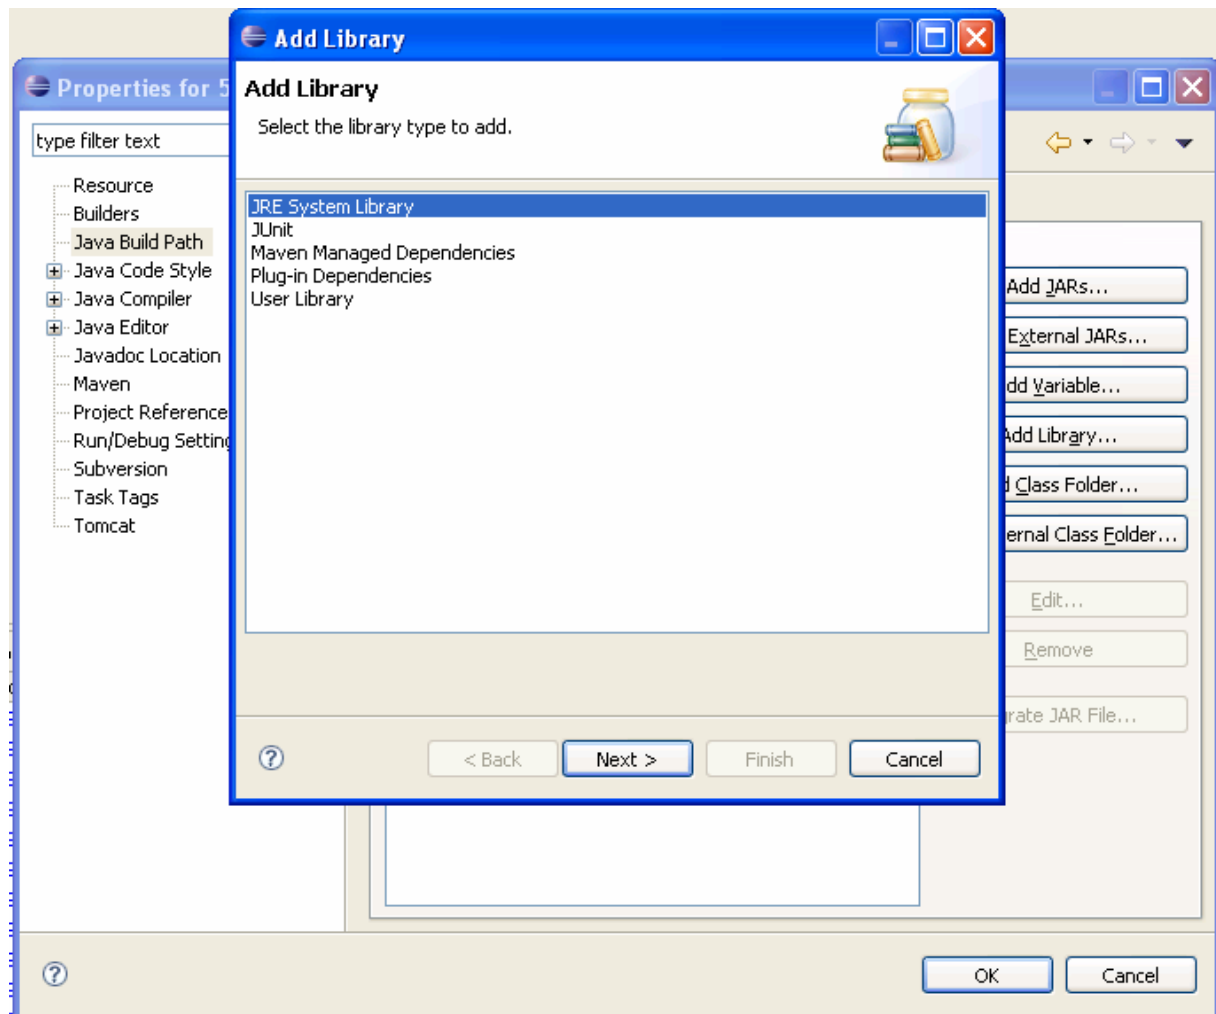 Add Library
Properties for 5
Add Library
Select the library type to add.
type filter text
Resource
Builders
Java Build Path
Java Code Style
Java Compiler
Java Editor
Javadoc Location
Maven
Project Reference
Run/Debug Setting
Subversion
Task Tags
Tomcat
JRE System Library
JUnit
Maven Managed Dependencies
Plug-in Dependencies
User Library
Add JARs...
External JARs...
dd Variable...
Add Library...
d Class Folder...
ernal Class Folder...
Edit...
Remove
rate JAR File...
< Back
Next >
Finish
Cancel
OK
Cancel